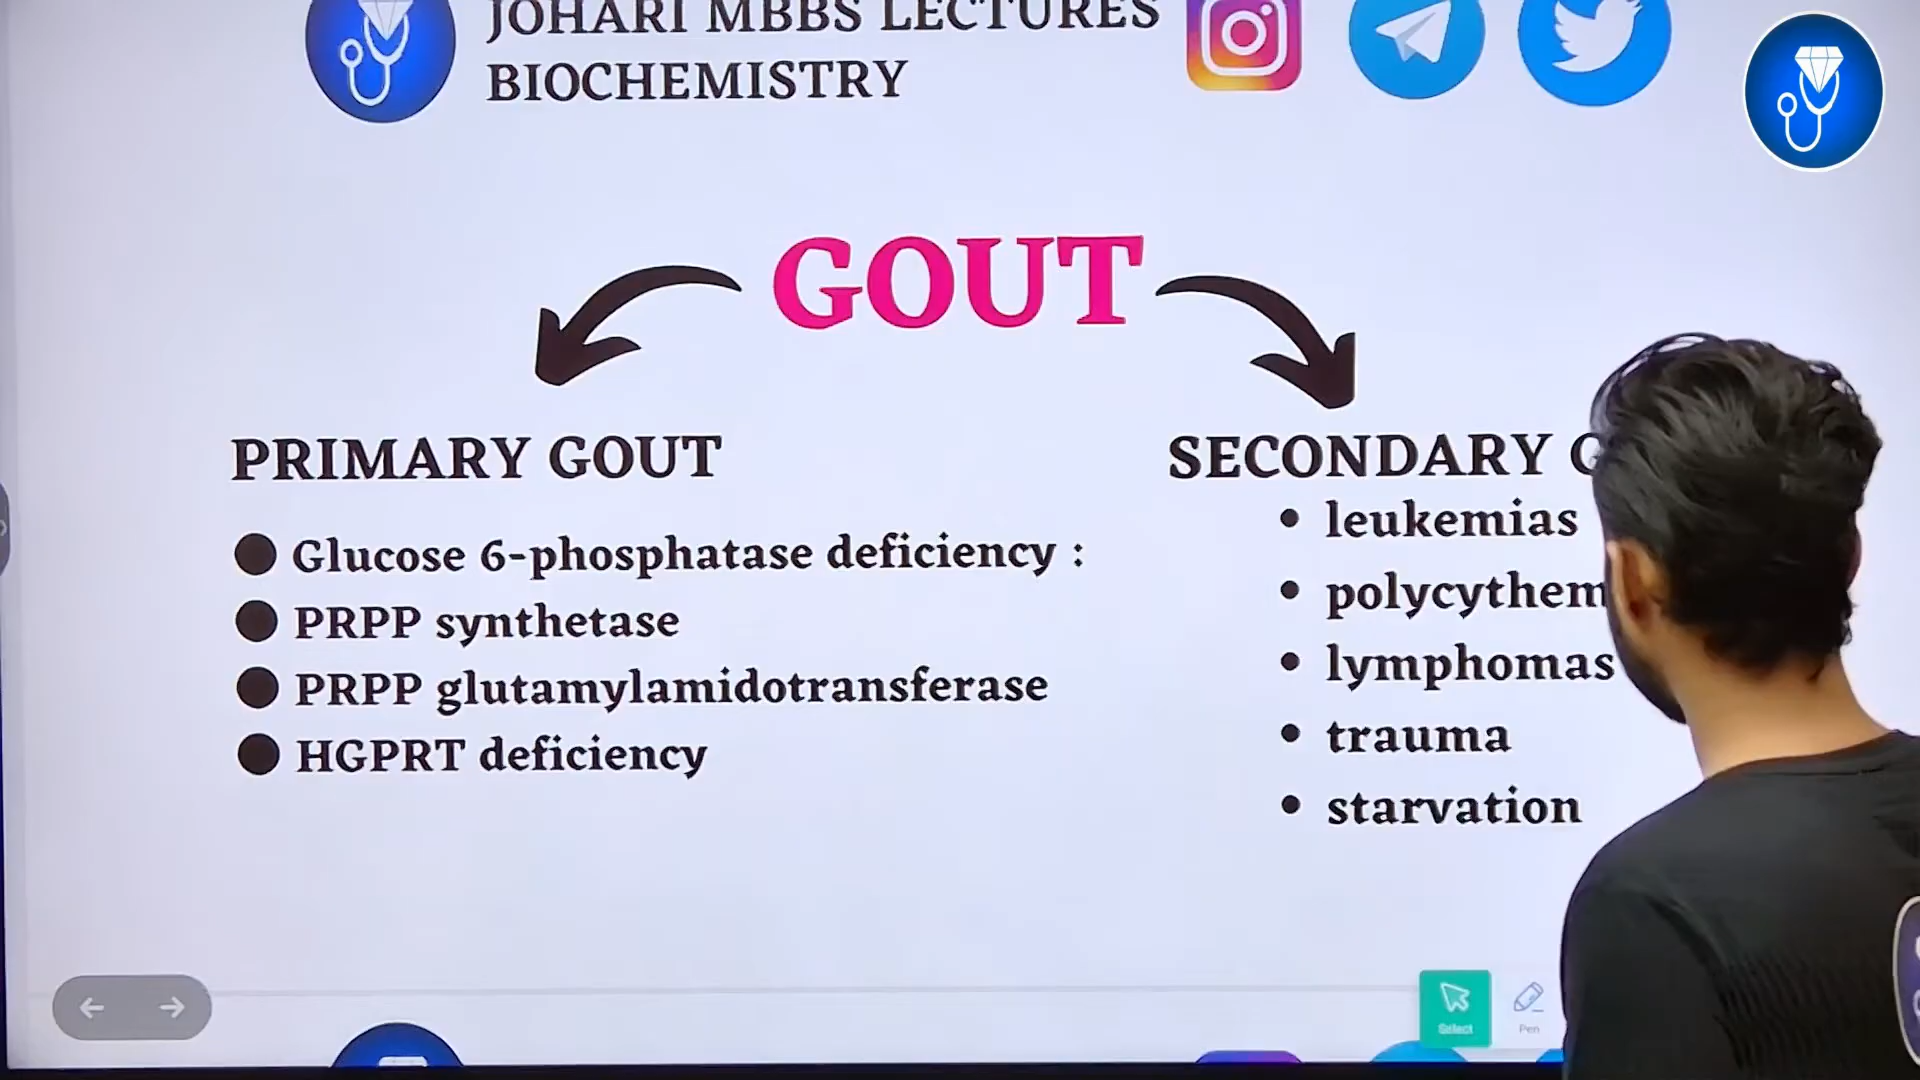 JOHARI MBBS LECTURES
BIOCHEMISTRY
GOUT
PRIMARY GOUT
Glucose 6-phosphatase deficiency :
PRPP synthetase
PRPP glutamylamidotransferase
HGPRT deficiency
SECONDARY
leukemias
lymphomas
trauma
starvation
Select
Pen